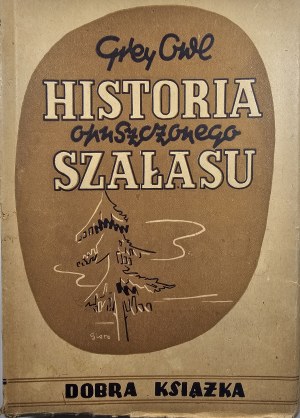 Grey Owl
HISTORIA
opuszczonego
SZAŁASU
DOBRA KSIĄŻKA